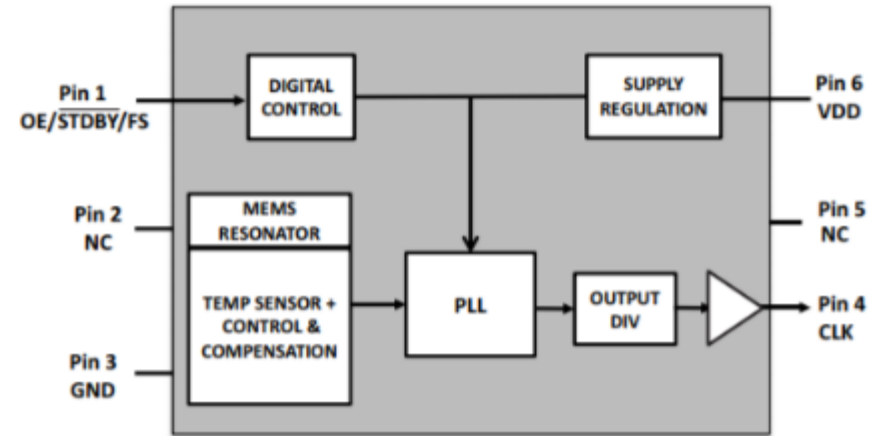 Pin 1
OE/STDBY/FS
DIGITAL
CONTROL
SUPPLY
REGULATION
Pin 6
VDD
Pin 2
NC
MEMS
RESONATOR
Pin 5
NC
TEMP SENSOR +
CONTROL &
COMPENSATION
PLL
OUTPUT
DIV
Pin 4
CLK
Pin 3
GND